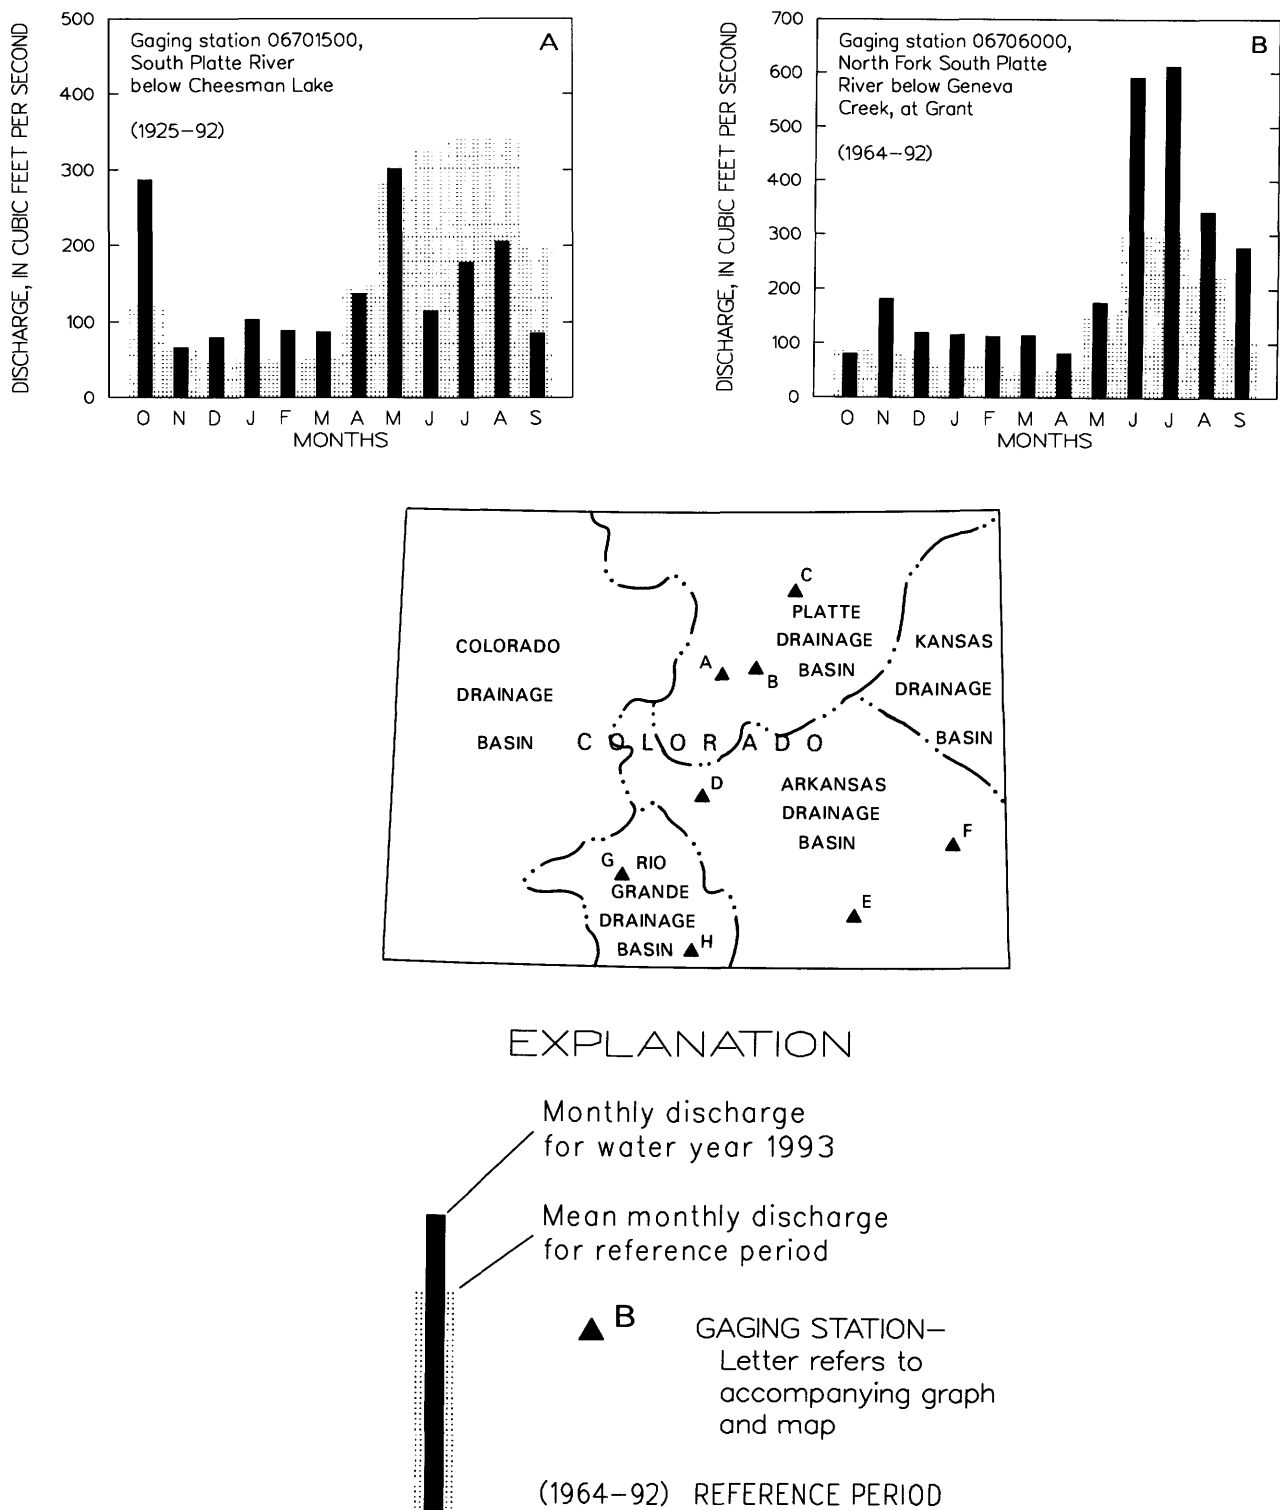 DISCHARGE, IN CUBIC FEET PER SECOND
500
400
300
200
100
0
Gaging station 06701500,
South Platte River
below Cheesman Lake
(1925–92)
A
O N D J F M A M J J A S
MONTHS
DISCHARGE, IN CUBIC FEET PER SECOND
700
600
500
400
300
200
100
0
Gaging station 06706000,
North Fork South Platte
River below Geneva
Creek, at Grant
(1964–92)
B
O N D J F M A M J J A S
MONTHS
C
PLATTE
DRAINAGE
BASIN
COLORADO
DRAINAGE
BASIN
KANSAS
DRAINAGE
BASIN
A
B
COLORADO
D
ARKANSAS
DRAINAGE
BASIN
F
G
RIO
GRANDE
DRAINAGE
BASIN
H
E
EXPLANATION
Monthly discharge
for water year 1993
Mean monthly discharge
for reference period
B
GAGING STATION–
Letter refers to
accompanying graph
and map
(1964–92) REFERENCE PERIOD